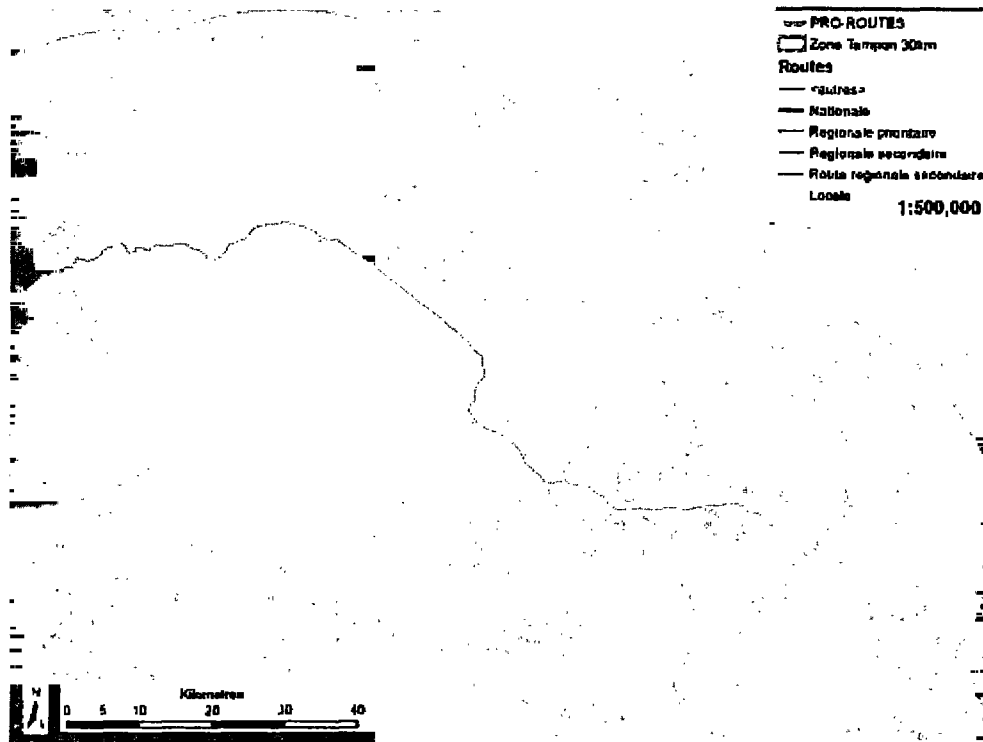 PRO-ROUTES
Zone Tampon 30km
Routes
<autres>
Nationale
Regionale prioritaire
Regionale secondaire
Route regionale secondaire
Locale
1:500,000
N
Kilometres
0 5 10 20 30 40